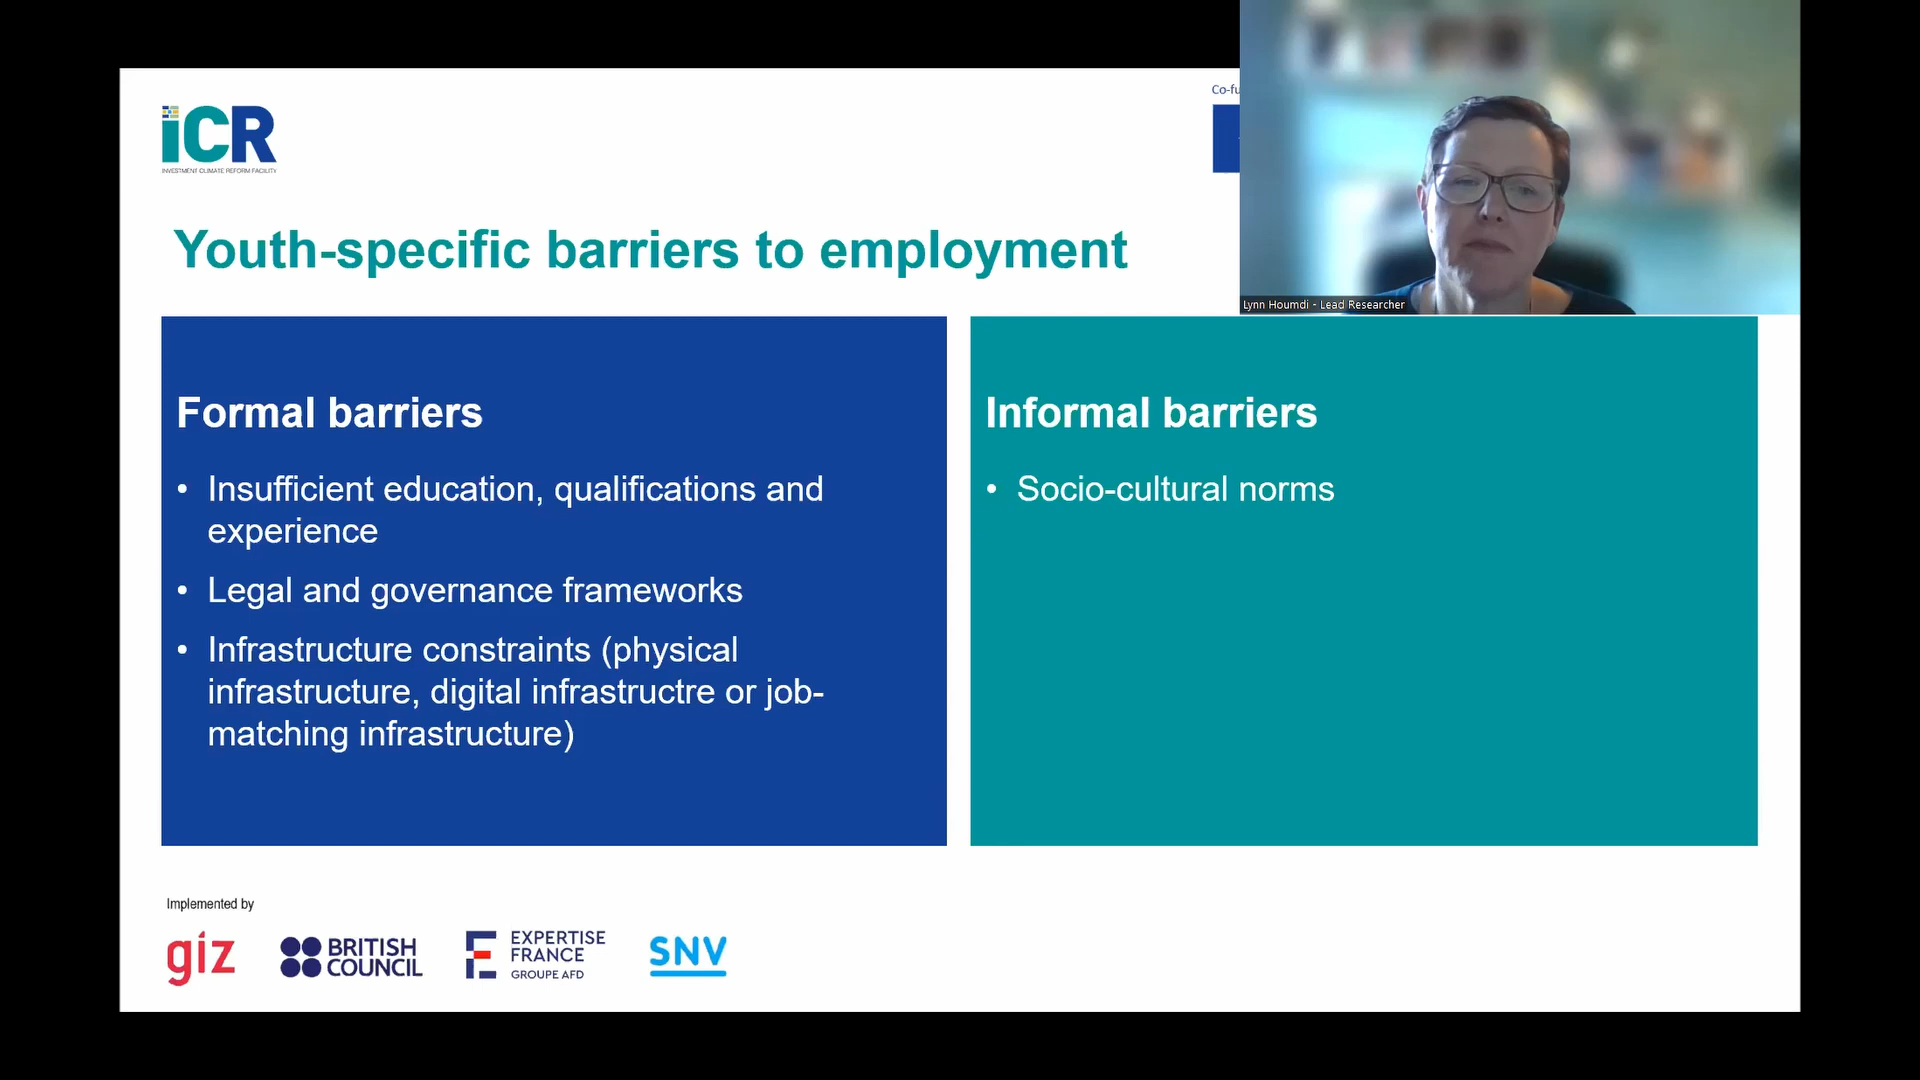 iCR
INVESTMENT CLIMATE REFORM FACILITY
Youth-specific barriers to employment
Lynn Houmdi - Lead Researcher
Formal barriers
• Insufficient education, qualifications and
experience
• Legal and governance frameworks
• Infrastructure constraints (physical
infrastructure, digital infrastructre or job-
matching infrastructure)
Informal barriers
• Socio-cultural norms
Implemented by
giz
BRITISH
COUNCIL
EXPERTISE
FRANCE
GROUPE AFD
SNV